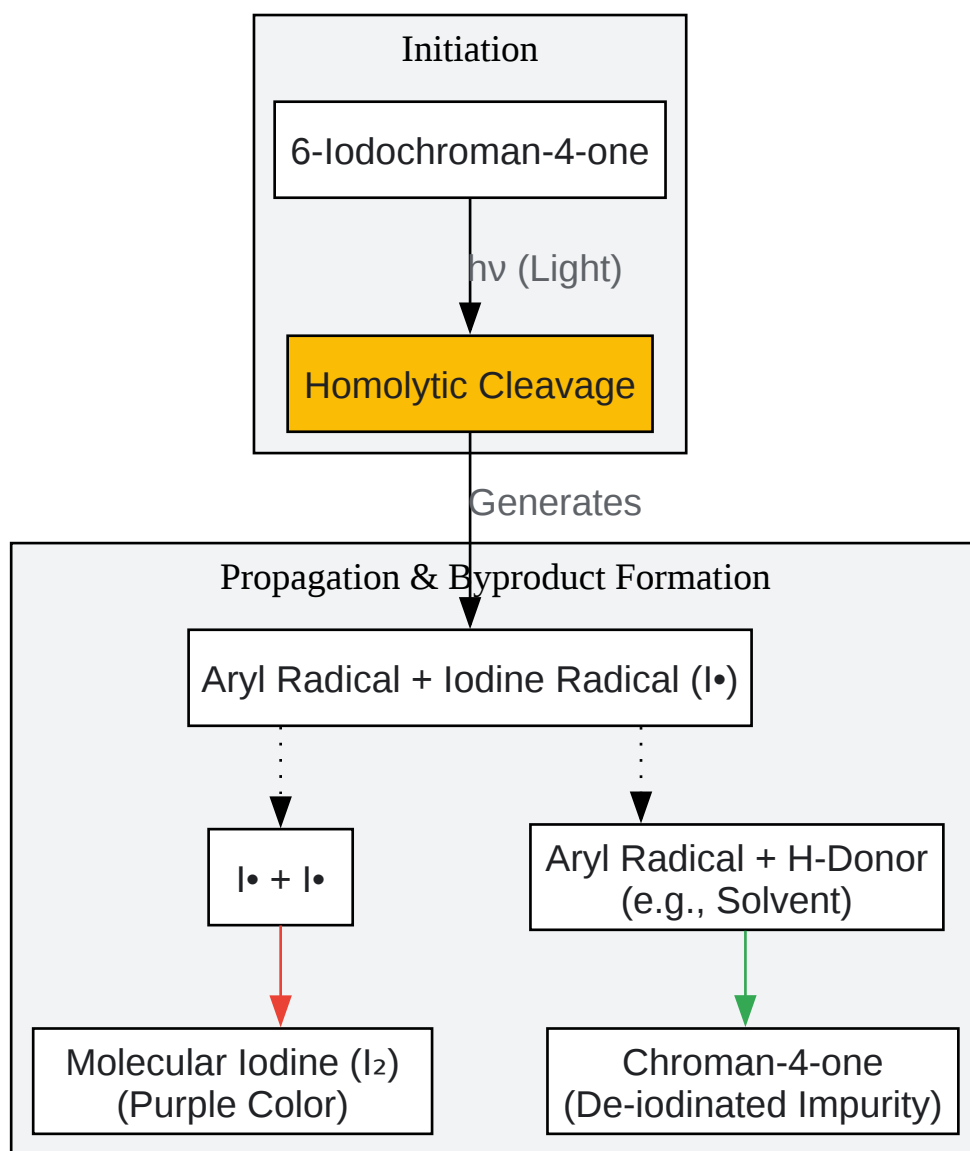 Initiation
6-Iodochroman-4-one
hν (Light)
Homolytic Cleavage
Generates
Propagation & Byproduct Formation
Aryl Radical + Iodine Radical (I•)
I• + I•
Aryl Radical + H-Donor
(e.g., Solvent)
Molecular Iodine (I₂)
(Purple Color)
Chroman-4-one
(De-iodinated Impurity)